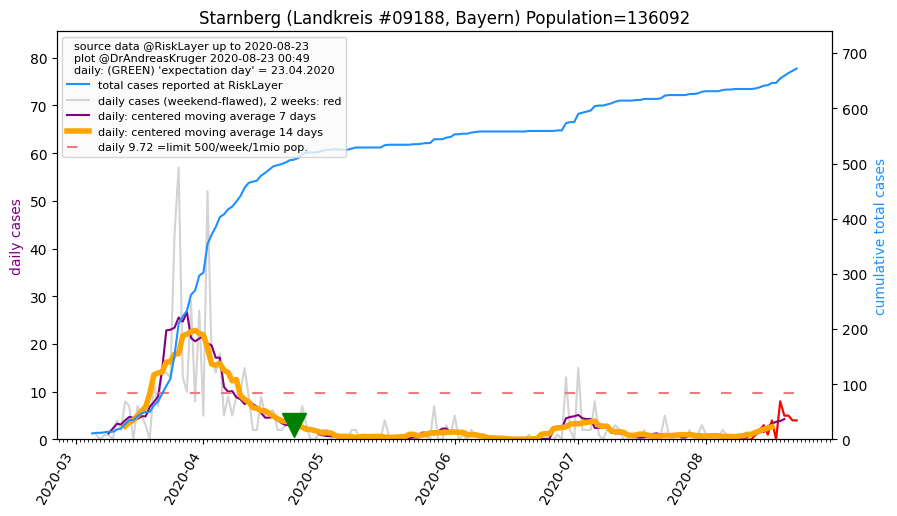 Starnberg (Landkreis #09188, Bayern) Population=136092
source data @RiskLayer up to 2020-08-23
plot @DrAndreasKruger 2020-08-23 00:49
daily: (GREEN) 'expectation day' = 23.04.2020
total cases reported at RiskLayer
daily cases (weekend-flawed), 2 weeks: red
daily: centered moving average 7 days
daily: centered moving average 14 days
daily 9.72 =limit 500/week/1mio pop.
daily cases
80
70
60
50
40
30
20
10
0
cumulative total cases
700
600
500
400
300
200
100
0
2020-03
2020-04
2020-05
2020-06
2020-07
2020-08